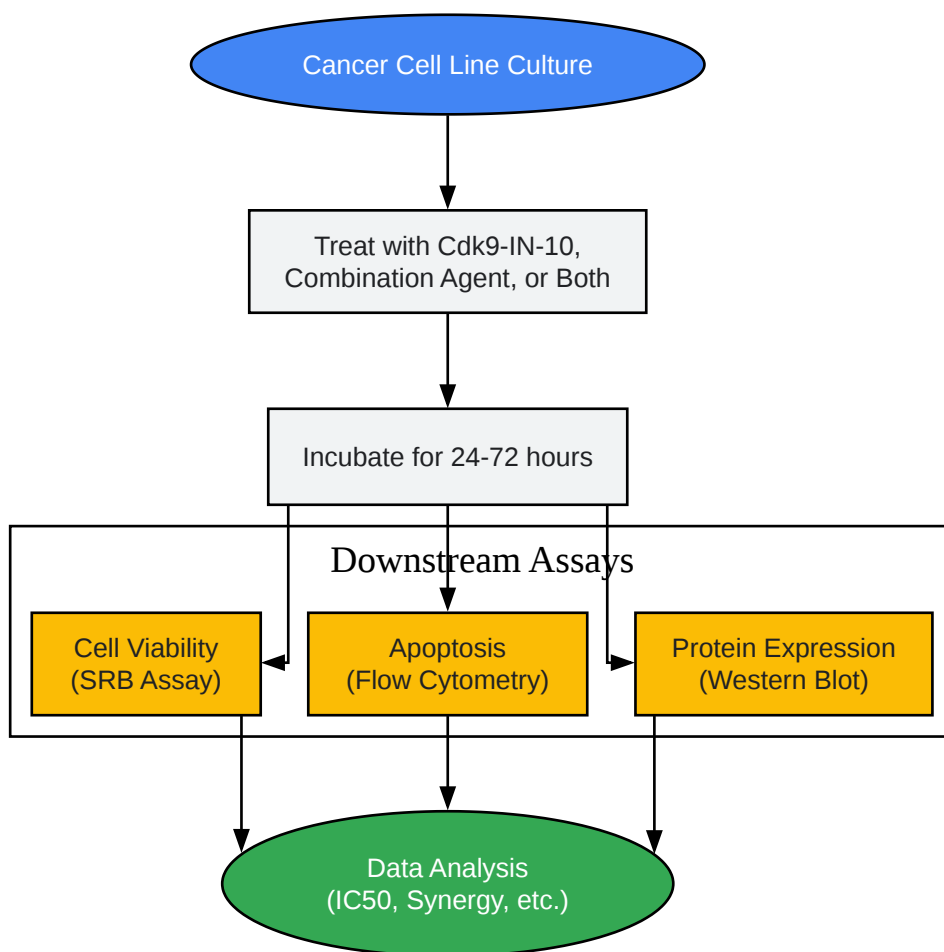 Cancer Cell Line Culture
Treat with Cdk9-IN-10,
Combination Agent, or Both
Incubate for 24-72 hours
Downstream Assays
Cell Viability
(SRB Assay)
Apoptosis
(Flow Cytometry)
Protein Expression
(Western Blot)
Data Analysis
(IC50, Synergy, etc.)